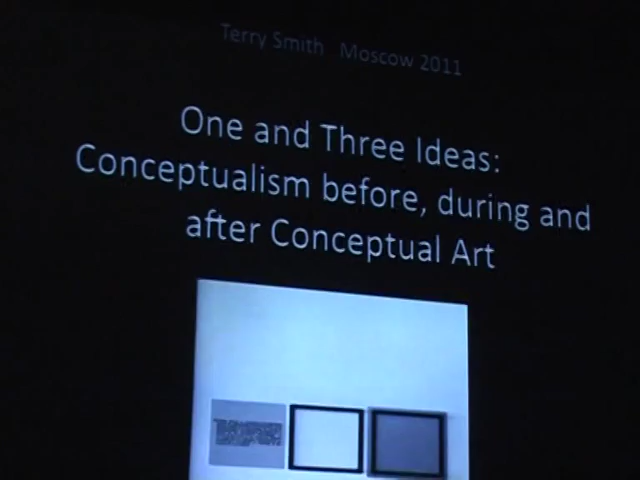 Terry Smith Moscow 2011
One and Three Ideas:
Conceptualism before, during and
after Conceptual Art